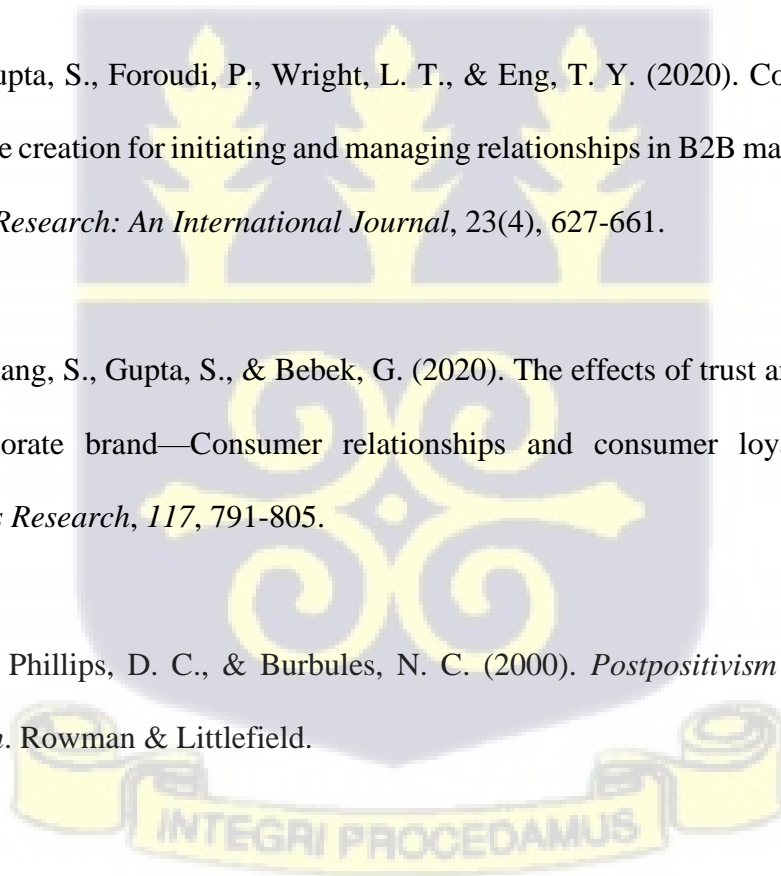 upta, S., Foroudi, P., Wright, L. T., & Eng, T. Y. (2020). Co
e creation for initiating and managing relationships in B2B ma
Research: An International Journal, 23(4), 627-661.
ang, S., Gupta, S., & Bebek, G. (2020). The effects of trust a
orate brand—Consumer relationships and consumer loy
s Research, 117, 791-805.
Phillips, D. C., & Burbules, N. C. (2000). Postpositivism
. Rowman & Littlefield.
INTEGRI PROCEDAMUS